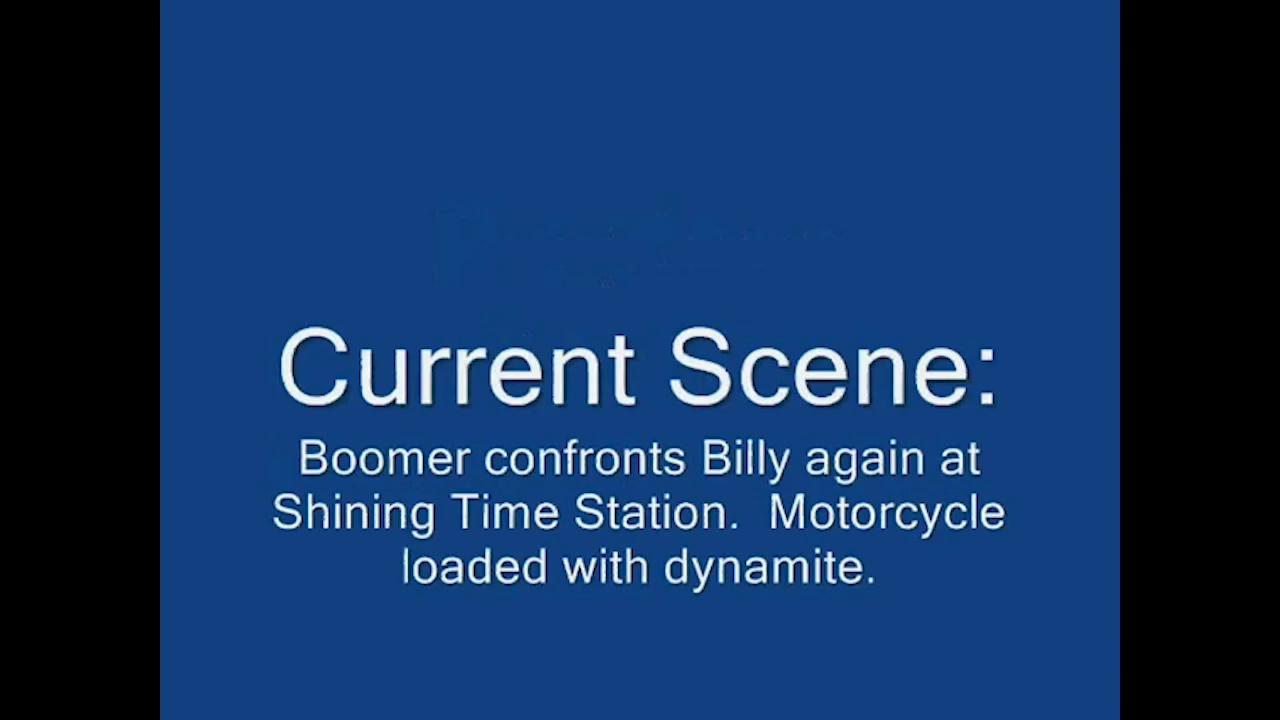 Current Scene:
Boomer confronts Billy again at
Shining Time Station.  Motorcycle
loaded with dynamite.